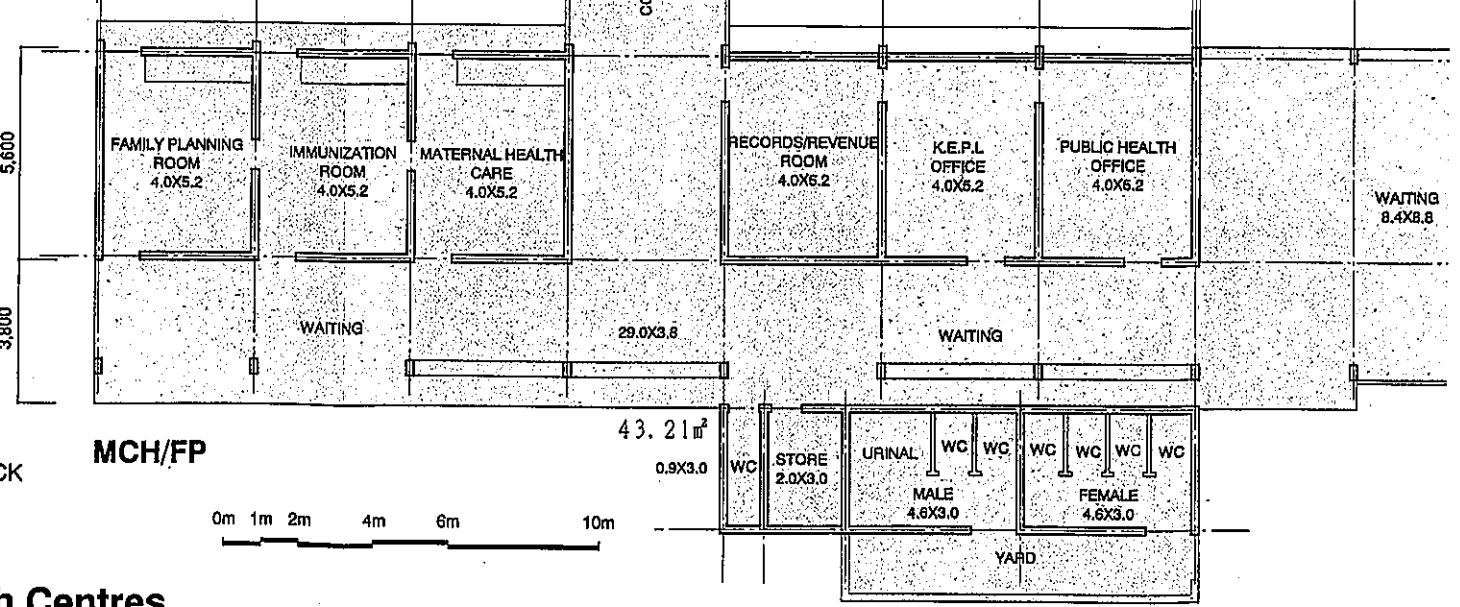 CO
5,600
3,800
FAMILY PLANNING
ROOM
4.0X5.2
IMMUNIZATION
ROOM
4.0X5.2
MATERNAL HEALTH
CARE
4.0X5.2
RECORDS/REVENUE
ROOM
4.0X6.2
K.E.P.L
OFFICE
4.0X5.2
PUBLIC HEALTH
OFFICE
4.0X6.2
WAITING
8.4X8.8
WAITING
29.0X3.8
WAITING
MCH/FP
CK
43.21㎡
0.9X3.0
WC
STORE
2.0X3.0
URINAL
WC
WC
WC
WC
WC
WC
MALE
4.6X3.0
FEMALE
4.6X3.0
YARD
0m 1m 2m 4m 6m 10m
h Centres